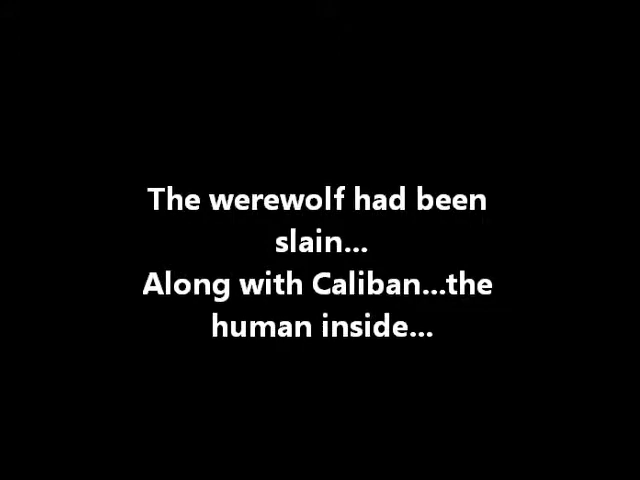 The werewolf had been
slain...
Along with Caliban...the
human inside...